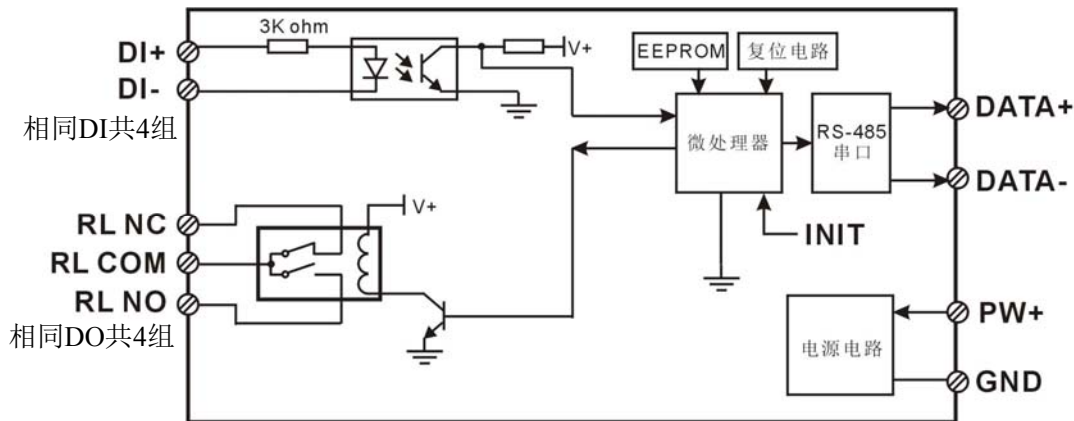 3K ohm
DI+
V+
EEPROM
复位电路
DI-
DATA+
相同DI共4组
微处理器
RS-485
串口
DATA-
V+
RL NC
INIT
RL COM
RL NO
PW+
相同DO共4组
电源电路
GND